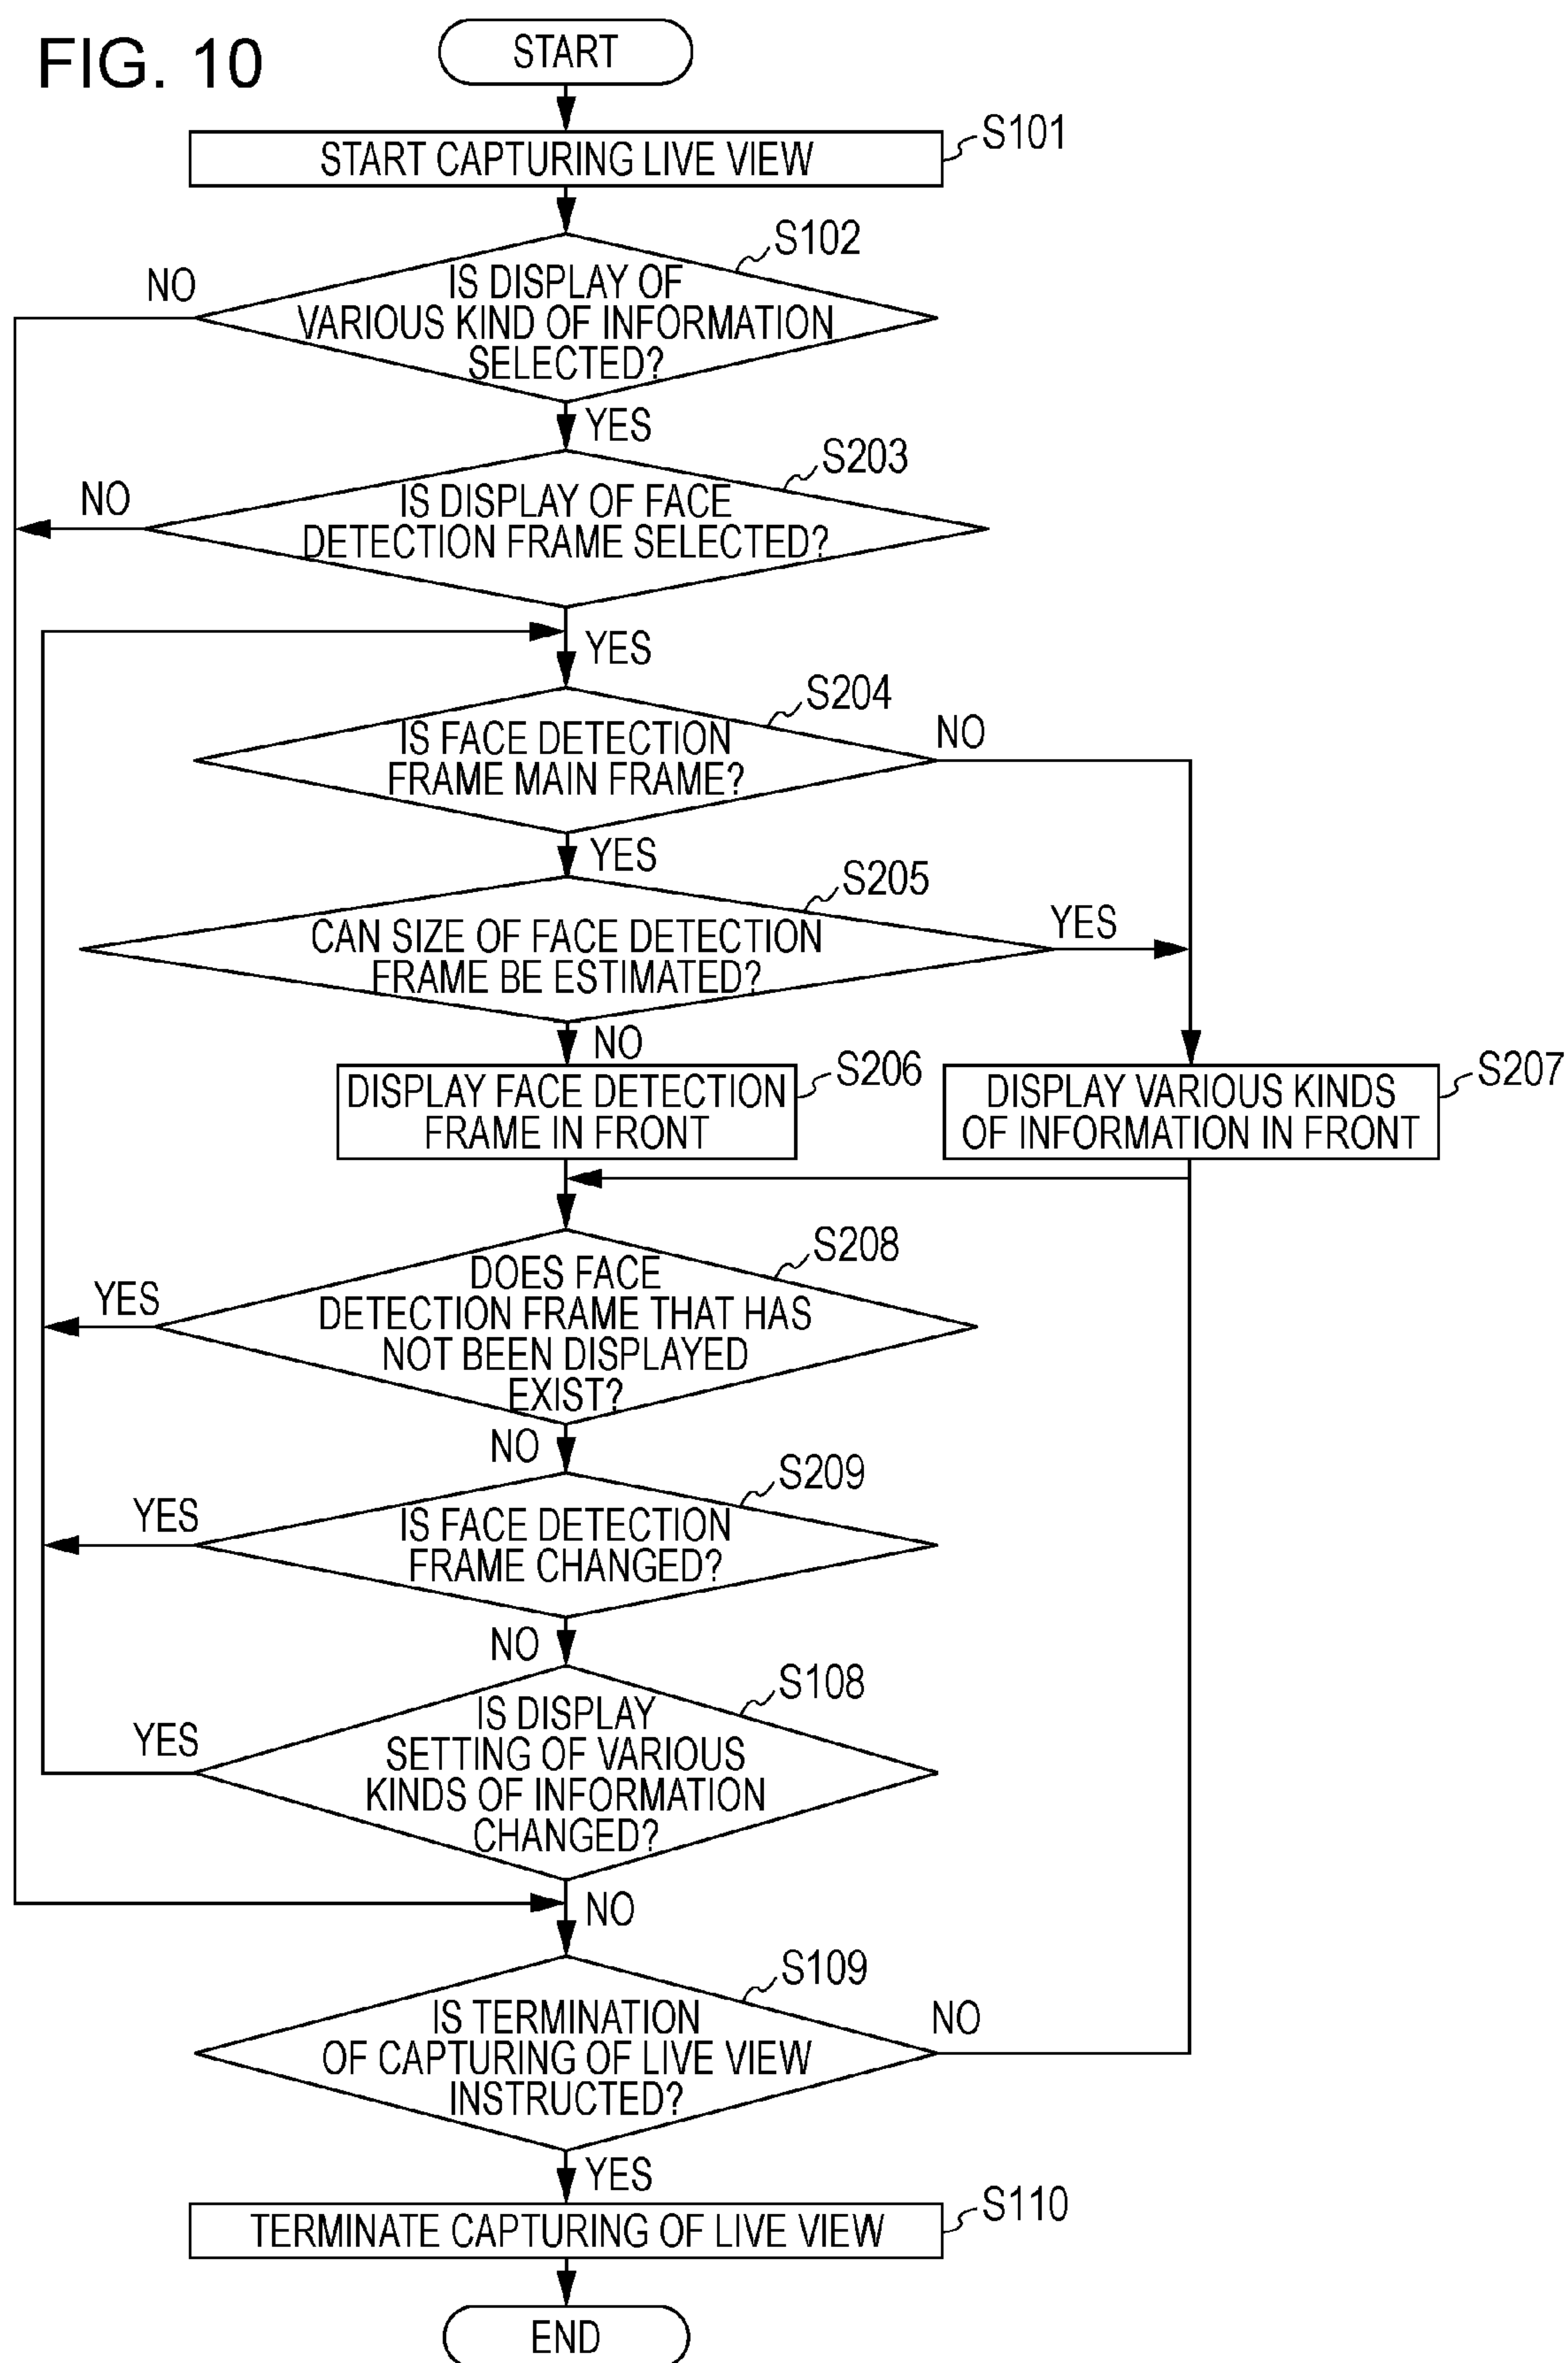 FIG. 10
START
START CAPTURING LIVE VIEW
S101
S102
NO
IS DISPLAY OF
VARIOUS KIND OF INFORMATION
SELECTED?
YES
S203
NO
IS DISPLAY OF FACE
DETECTION FRAME SELECTED?
YES
S204
NO
IS FACE DETECTION
FRAME MAIN FRAME?
YES
S205
YES
CAN SIZE OF FACE DETECTION
FRAME BE ESTIMATED?
NO
S206
DISPLAY FACE DETECTION
FRAME IN FRONT
S207
DISPLAY VARIOUS KINDS
OF INFORMATION IN FRONT
S208
YES
DOES FACE
DETECTION FRAME THAT HAS
NOT BEEN DISPLAYED
EXIST?
NO
S209
YES
IS FACE DETECTION
FRAME CHANGED?
NO
S108
YES
IS DISPLAY
SETTING OF VARIOUS
KINDS OF INFORMATION
CHANGED?
NO
S109
NO
IS TERMINATION
OF CAPTURING OF LIVE VIEW
INSTRUCTED?
YES
S110
TERMINATE CAPTURING OF LIVE VIEW
END